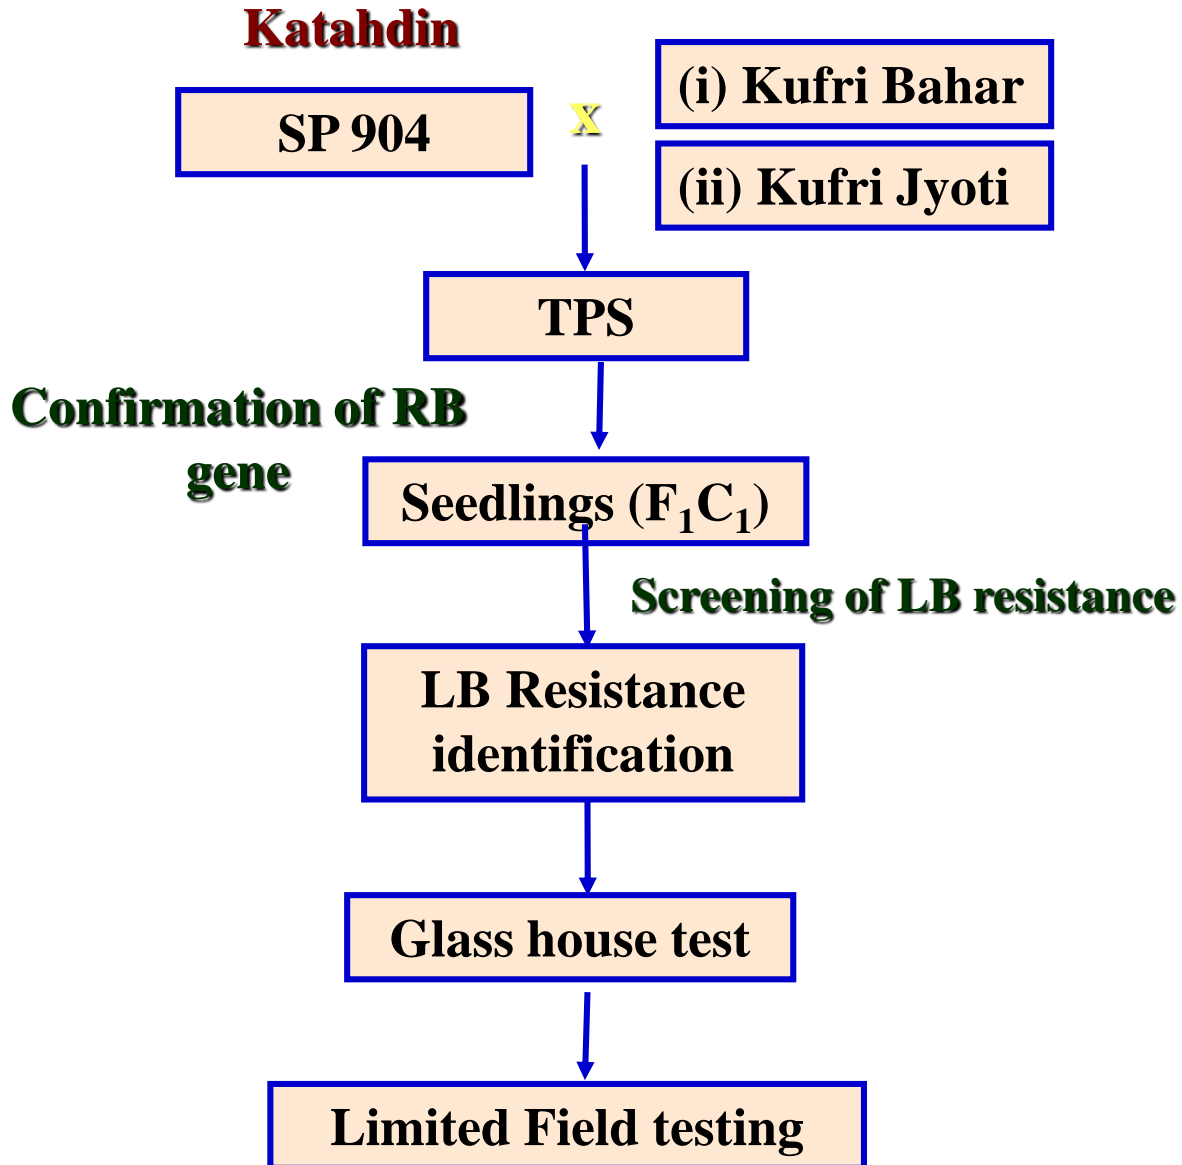 Katahdin
SP 904
x
(i) Kufri Bahar
(ii) Kufri Jyoti
TPS
Confirmation of RB
gene
Seedlings (F₁C₁)
Screening of LB resistance
LB Resistance
identification
Glass house test
Limited Field testing